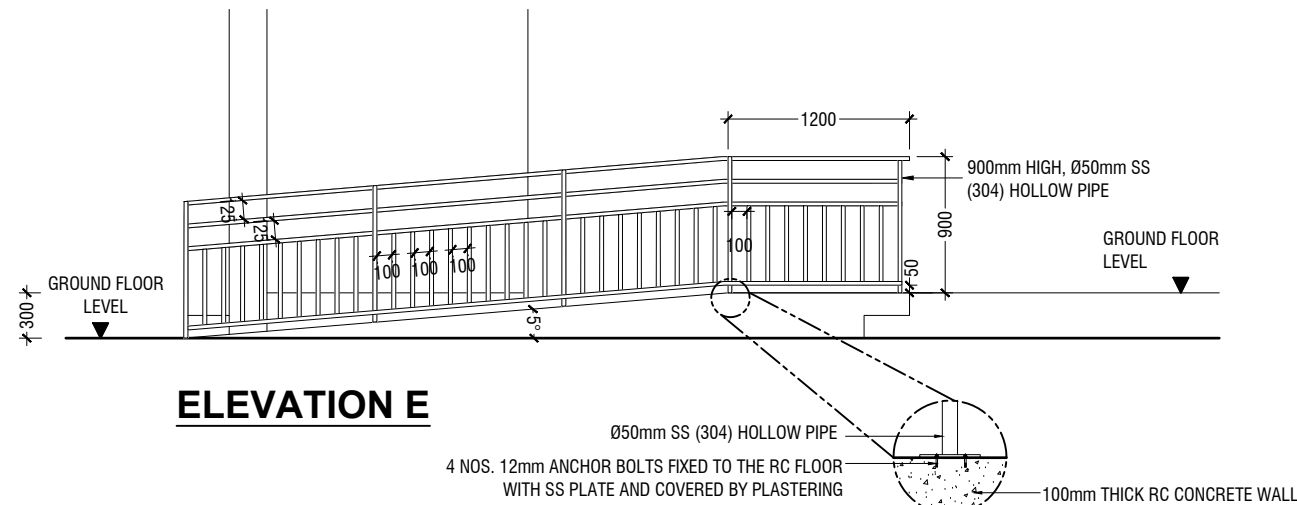 1200
900mm HIGH, Ø50mm SS
(304) HOLLOW PIPE
125
125
900
100
100
100
100
50
GROUND FLOOR
LEVEL
GROUND FLOOR
LEVEL
300
5°
ELEVATION E
Ø50mm SS (304) HOLLOW PIPE
4 NOS. 12mm ANCHOR BOLTS FIXED TO THE RC FLOOR
WITH SS PLATE AND COVERED BY PLASTERING
100mm THICK RC CONCRETE WALL